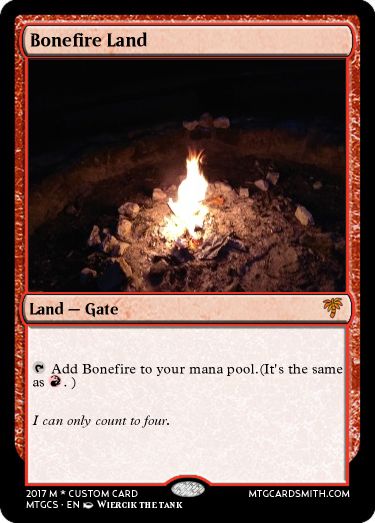 Bonefire Land
Land — Gate
Add Bonefire to your mana pool.(It's the same
as . )
I can only count to four.
2017 M * CUSTOM CARD
MTGCS · EN WIERCIK THE TANK
MTGCARDSMITH.COM